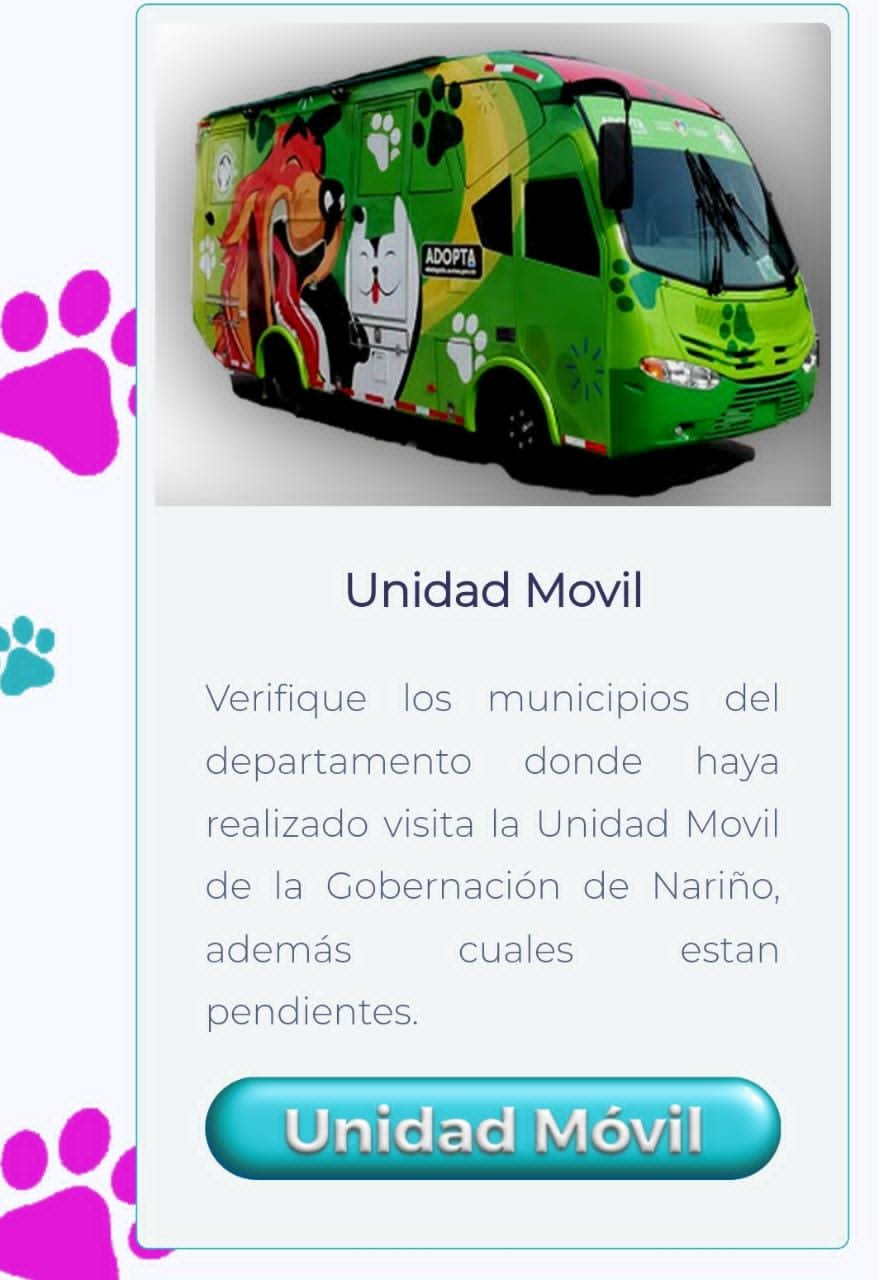 ADOPTA
ADOPTA
Unidad Movil
Verifique los municipios del
departamento donde haya
realizado visita la Unidad Movil
de la Gobernación de Nariño,
además cuales estan
pendientes.
Unidad Móvil